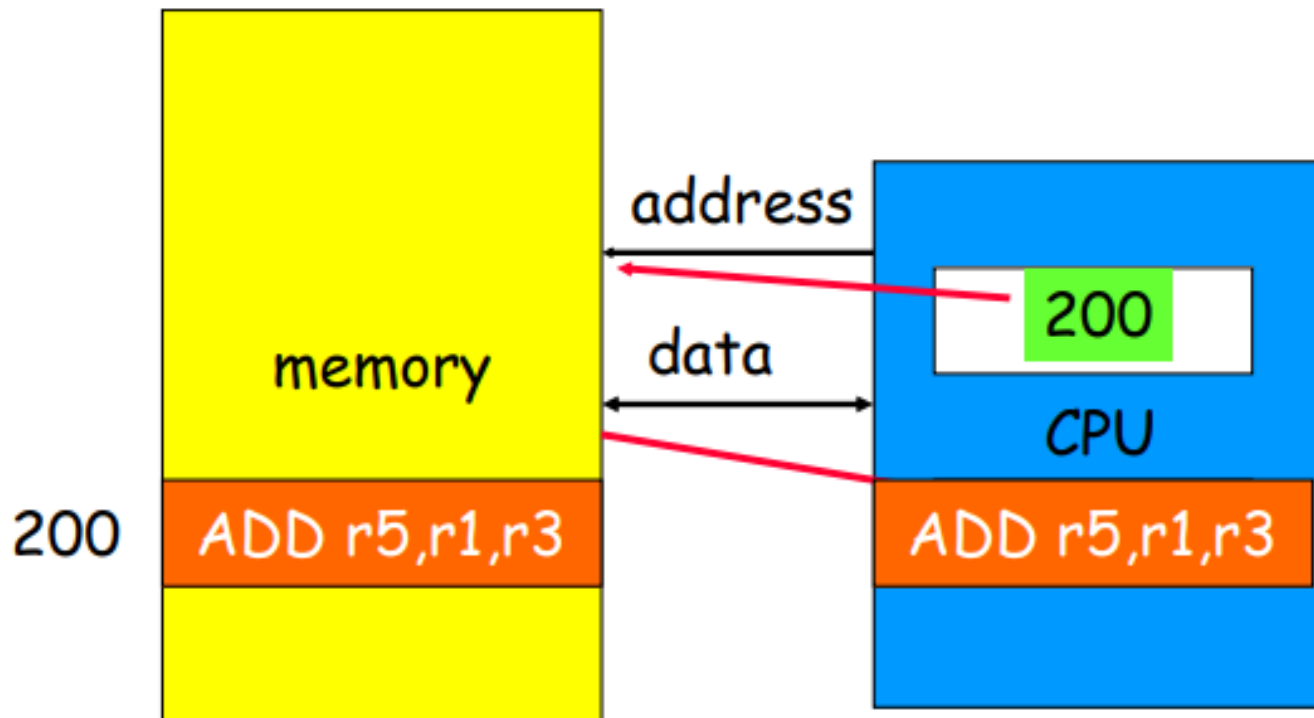 address
200
data
memory
CPU
200
ADD r5,r1,r3
ADD r5,r1,r3